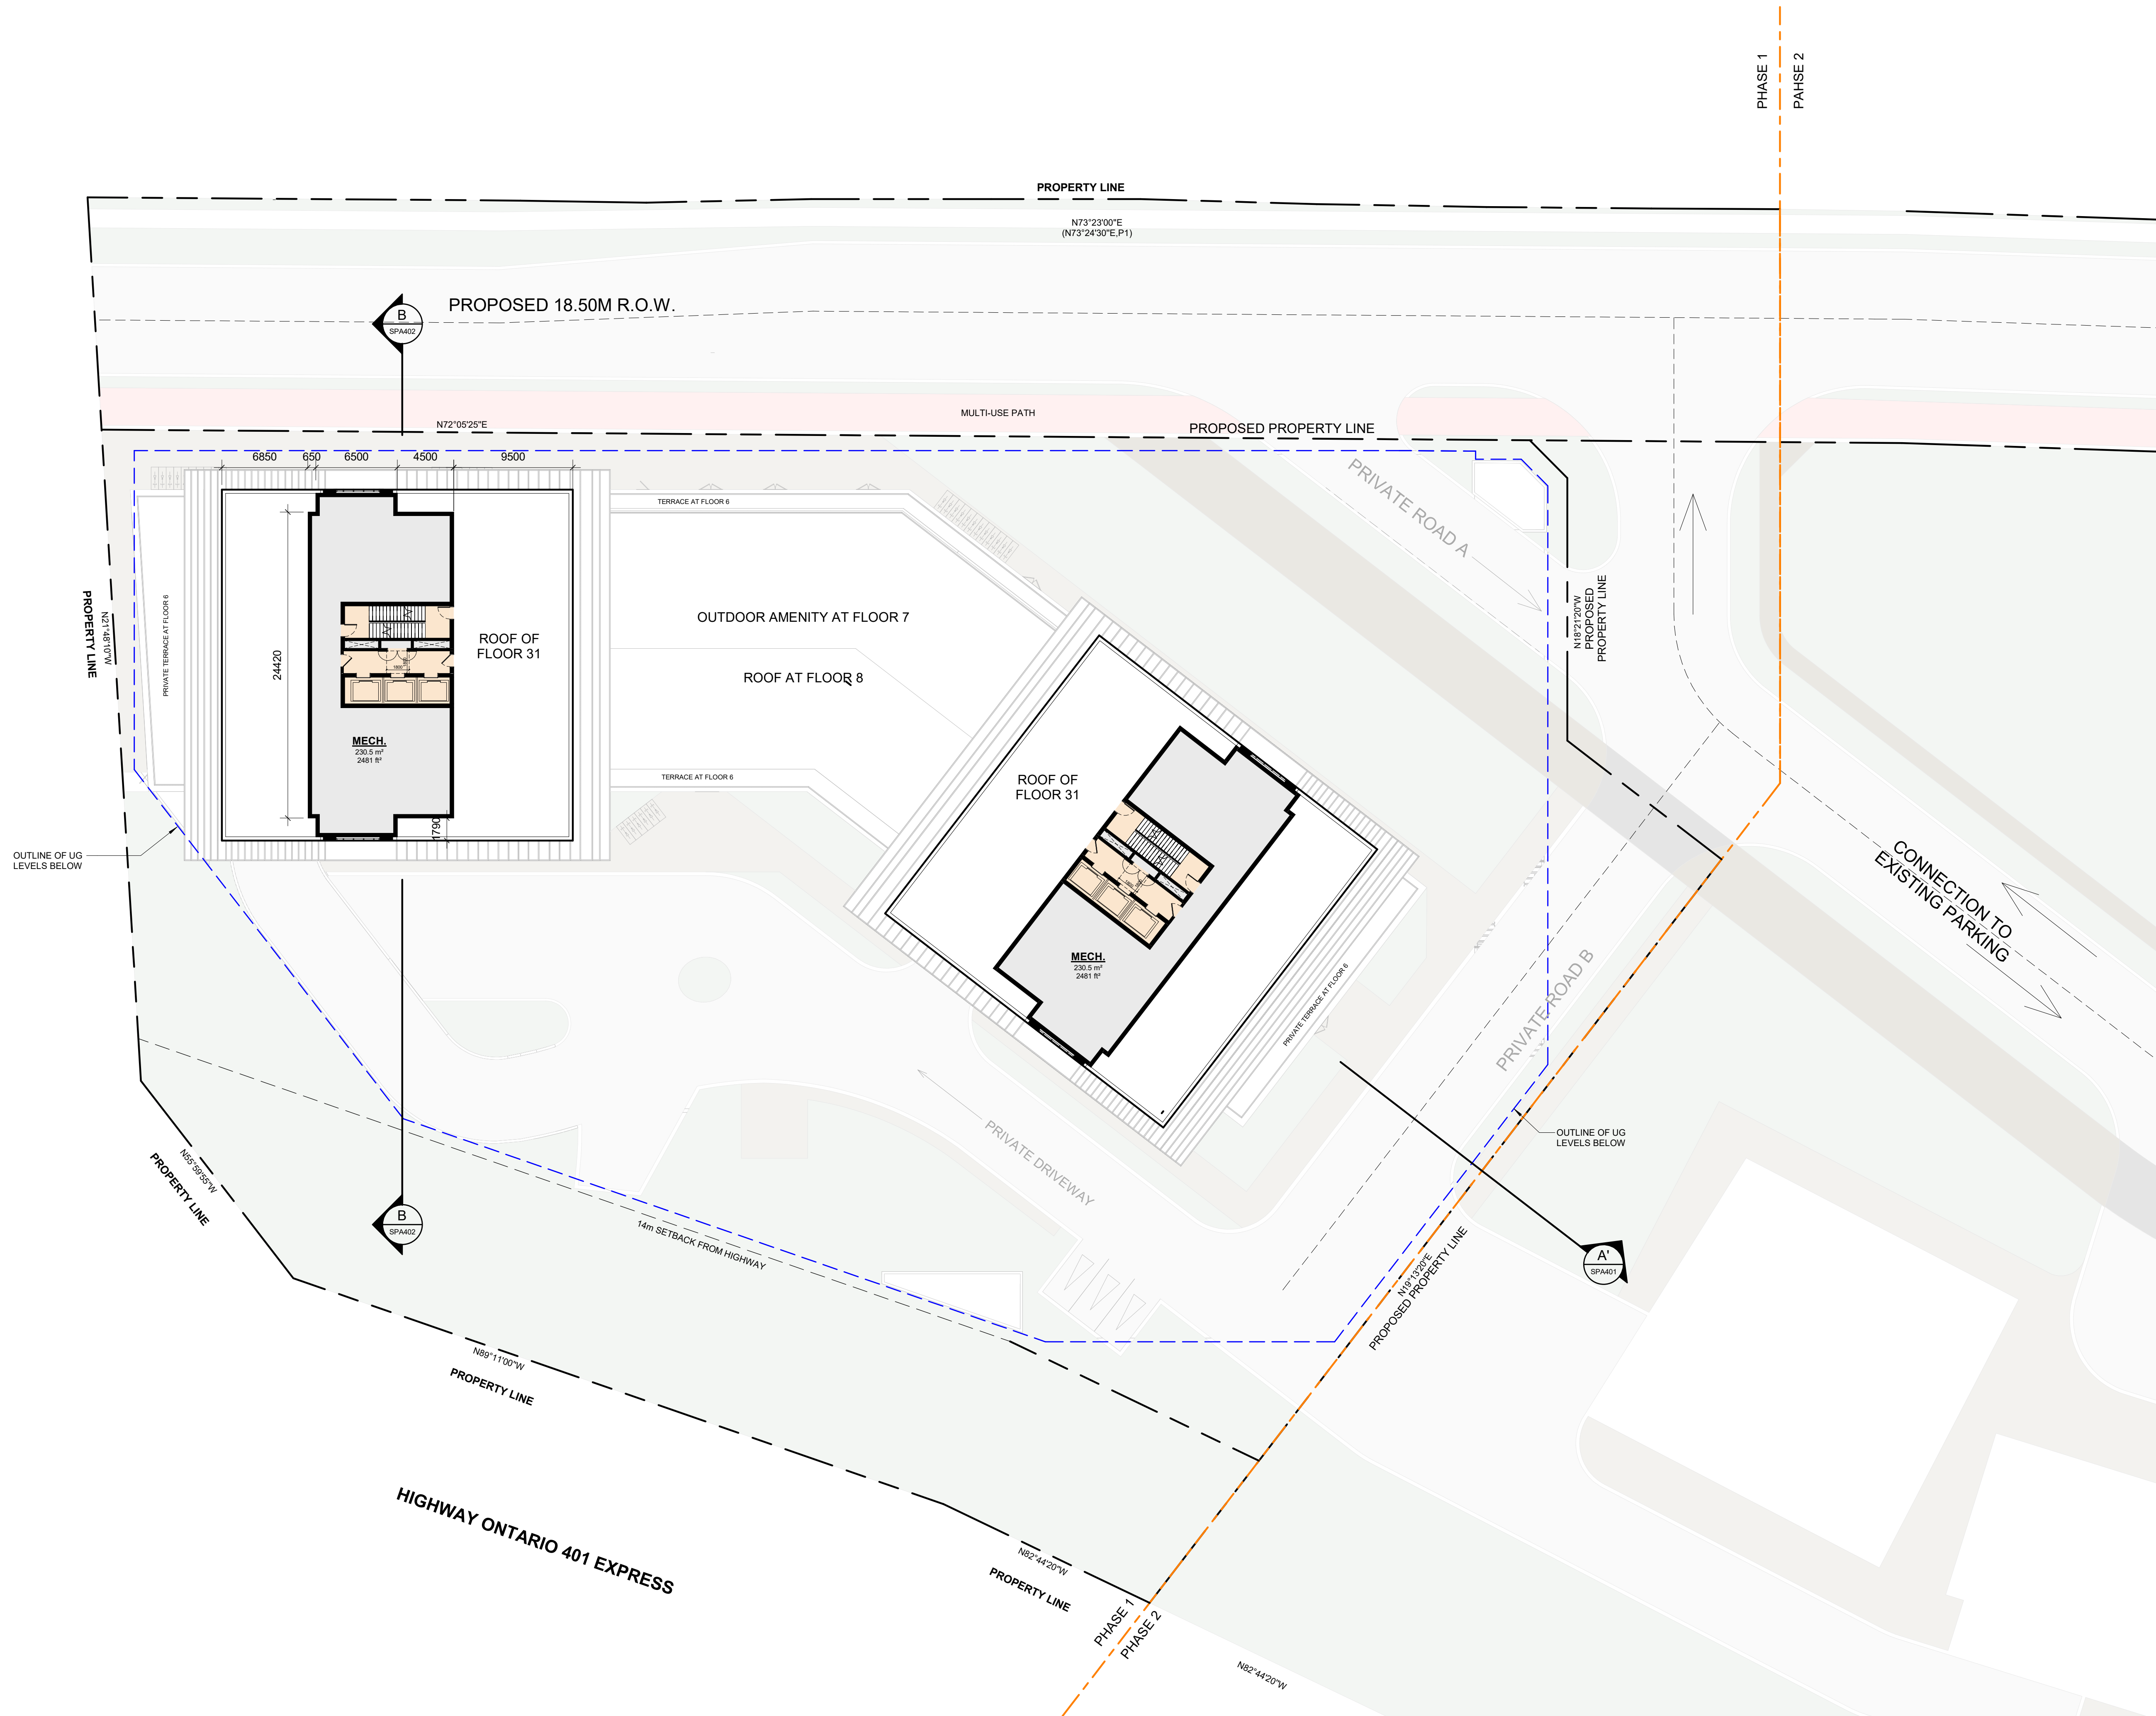 PHASE 1
PAHSE 2
PROPERTY LINE
N73°23'00"E
(N73°24'30"E,P1)
B
SPA402
PROPOSED 18.50M R.O.W.
MULTI-USE PATH
N72°05'25"E
PROPOSED PROPERTY LINE
6850
650
6500
4500
9500
PRIVATE ROAD A
TERRACE AT FLOOR 6
PROPERTY LINE
N21°48'10"W
PRIVATE TERRACE AT FLOOR 6
24420
ROOF OF
FLOOR 31
1800
OUTDOOR AMENITY AT FLOOR 7
ROOF AT FLOOR 8
N18°21'20"W
PROPOSED
PROPERTY LINE
MECH.
230.5 m²
2481 ft²
TERRACE AT FLOOR 6
1790
ROOF OF
FLOOR 31
1800
OUTLINE OF UG
LEVELS BELOW
CONNECTION TO
EXISTING PARKING
MECH.
230.5 m²
2481 ft²
PRIVATE TERRACE AT FLOOR 6
PRIVATE ROAD B
OUTLINE OF UG
LEVELS BELOW
PRIVATE DRIVEWAY
N55°59'55"W
PROPERTY LINE
B
SPA402
14m SETBACK FROM HIGHWAY
A'
SPA401
N19°13'20"E
PROPOSED PROPERTY LINE
N89°11'00"W
PROPERTY LINE
HIGHWAY ONTARIO 401 EXPRESS
N82°44'20"W
PROPERTY LINE
PHASE 1
PHASE 2
N82°44'20"W